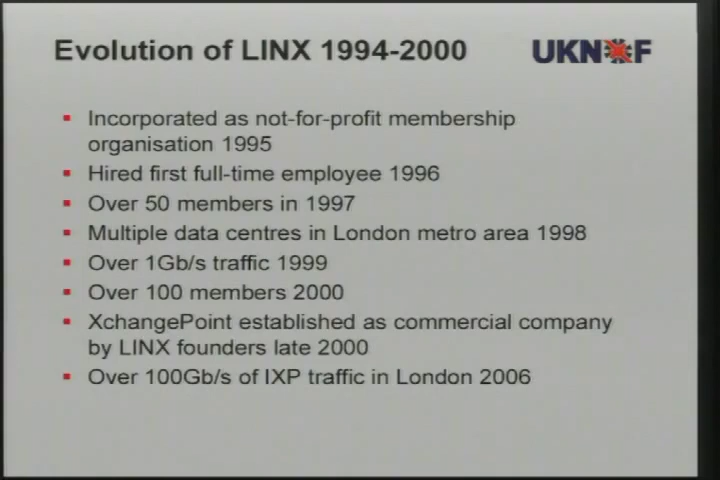 Evolution of LINX 1994-2000
UKNOF
Incorporated as not-for-profit membership
organisation 1995
Hired first full-time employee 1996
Over 50 members in 1997
Multiple data centres in London metro area 1998
Over 1Gb/s traffic 1999
Over 100 members 2000
XchangePoint established as commercial company
by LINX founders late 2000
Over 100Gb/s of IXP traffic in London 2006